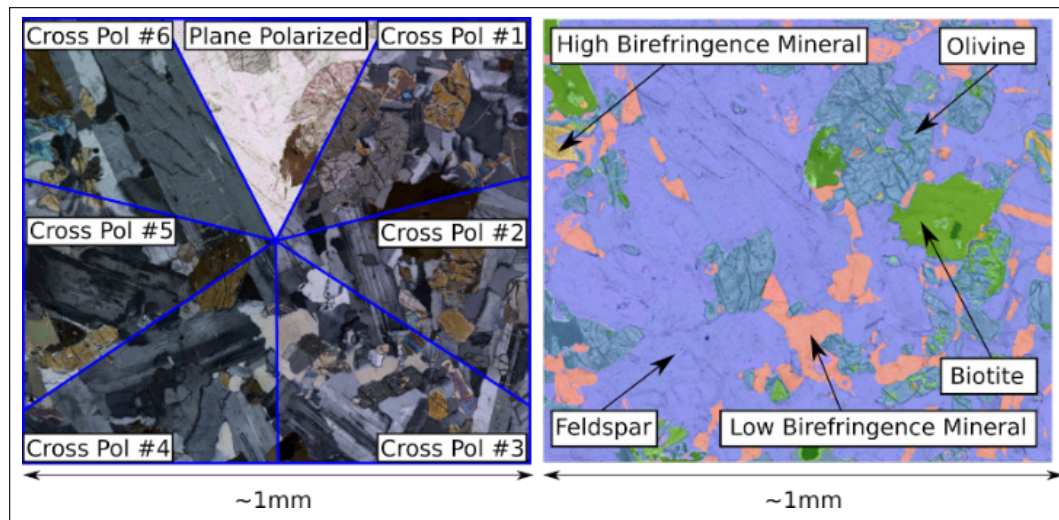 Cross Pol #6
Plane Polarized
Cross Pol #1
Cross Pol #5
Cross Pol #2
Cross Pol #4
Cross Pol #3
~1mm
High Birefringence Mineral
Olivine
Biotite
Feldspar
Low Birefringence Mineral
~1mm